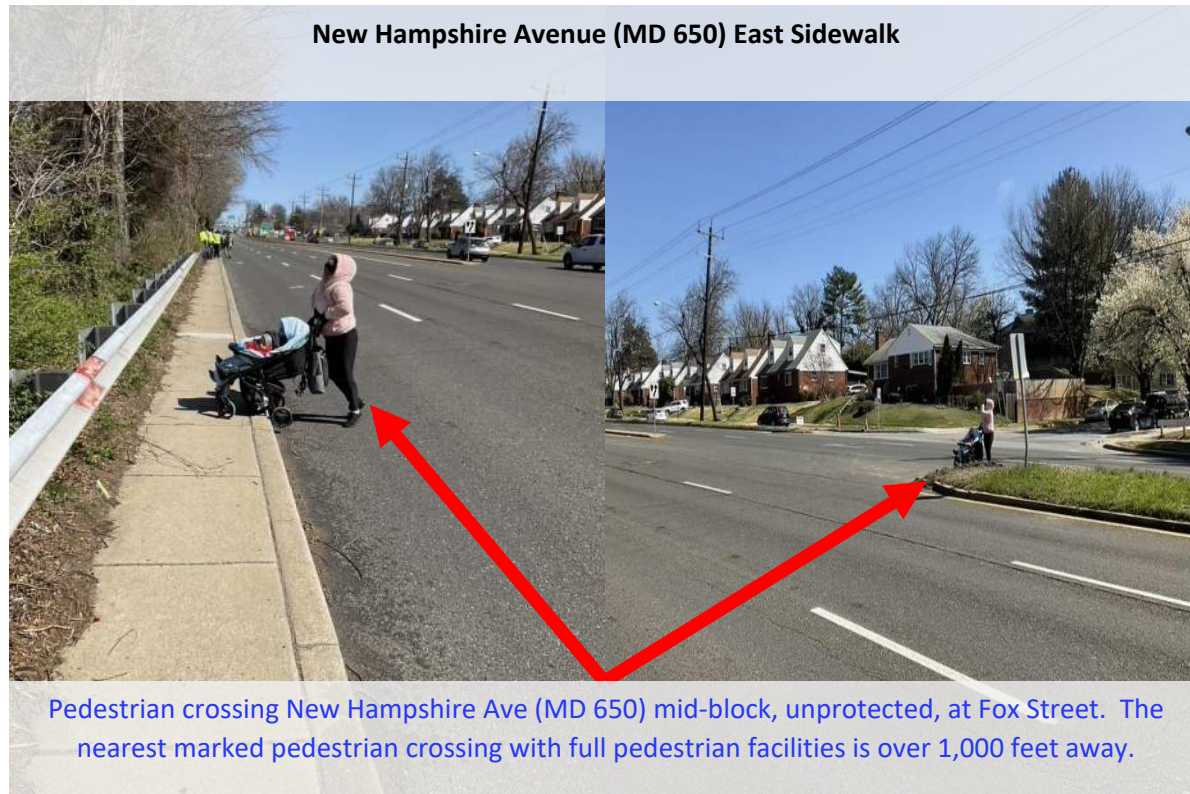 New Hampshire Avenue (MD 650) East Sidewalk
Pedestrian crossing New Hampshire Ave (MD 650) mid-block, unprotected, at Fox Street. The
nearest marked pedestrian crossing with full pedestrian facilities is over 1,000 feet away.